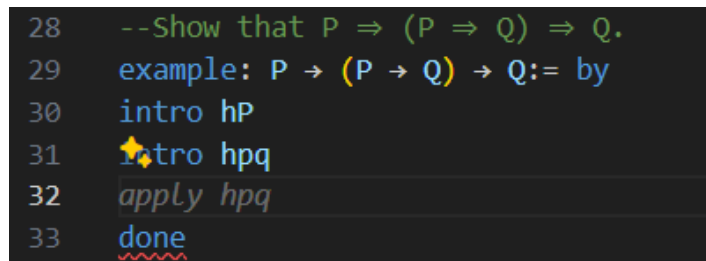 28 --Show that P ⇒ (P ⇒ Q) ⇒ Q.
29 example: P → (P → Q) → Q:= by
30 intro hP
31 intro hpq
32 apply hpq
33 done